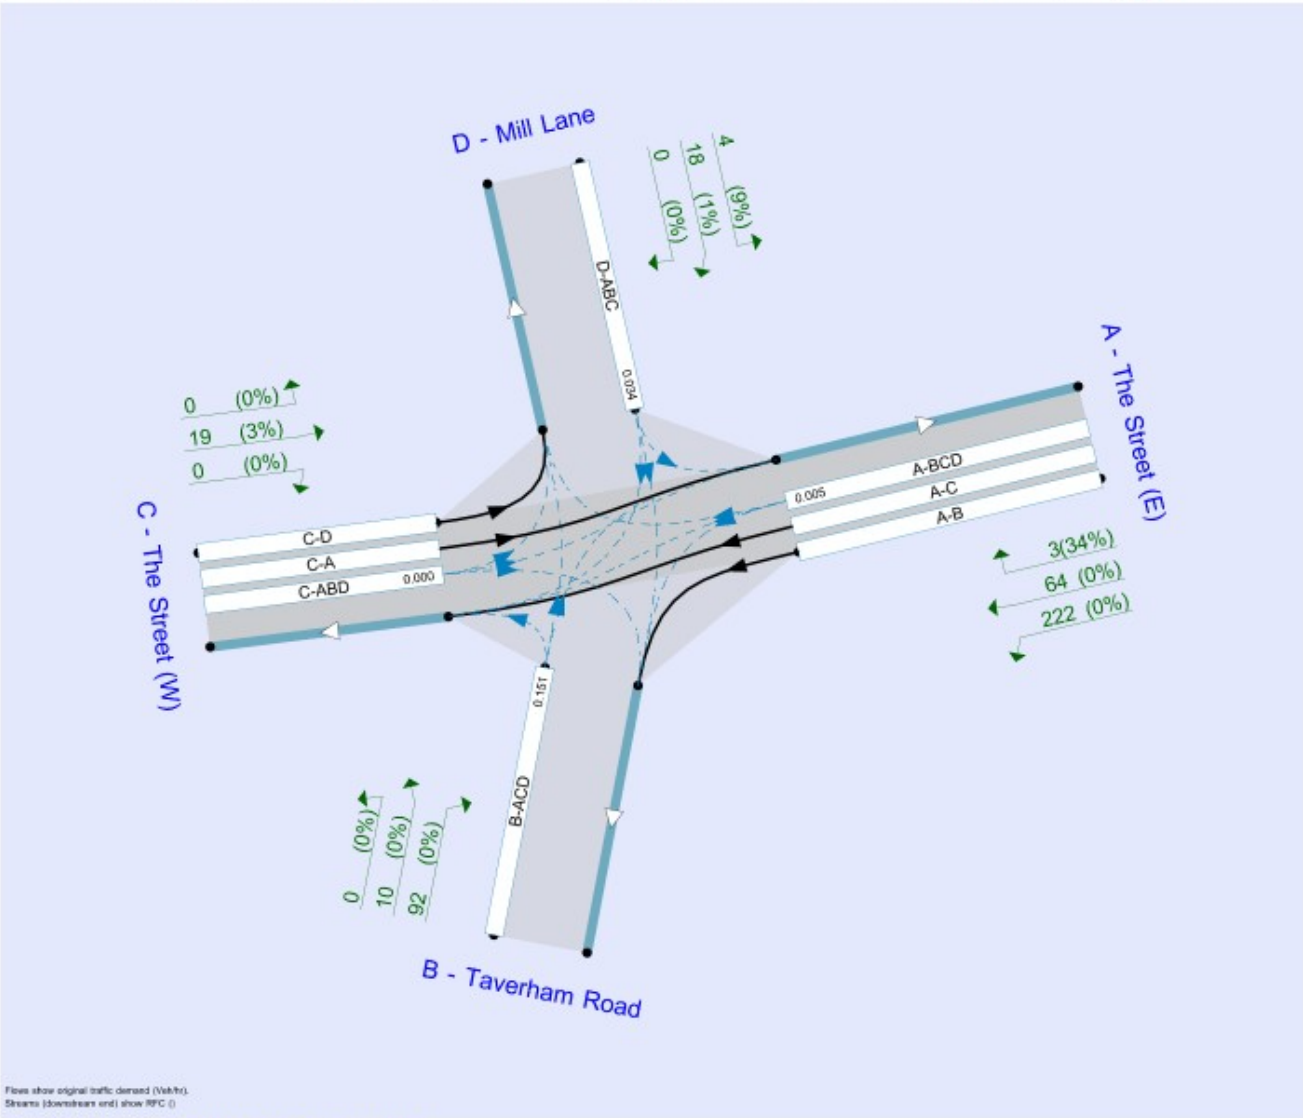 D - Mill Lane
0 (0%)
18 (1%)
4 (9%)
D-ABC
0.034
A - The Street (E)
A-BCD
0.005
A-C
A-B
3(34%)
64 (0%)
222 (0%)
0 (0%)
19 (3%)
0 (0%)
C - The Street (W)
C-D
C-A
C-ABD
0.000
0.151
B-ACD
0 (0%)
10 (0%)
92 (0%)
B - Taverham Road
Flows show original traffic demand (Veh/hr).
Streams (downstream end) show RFC ()